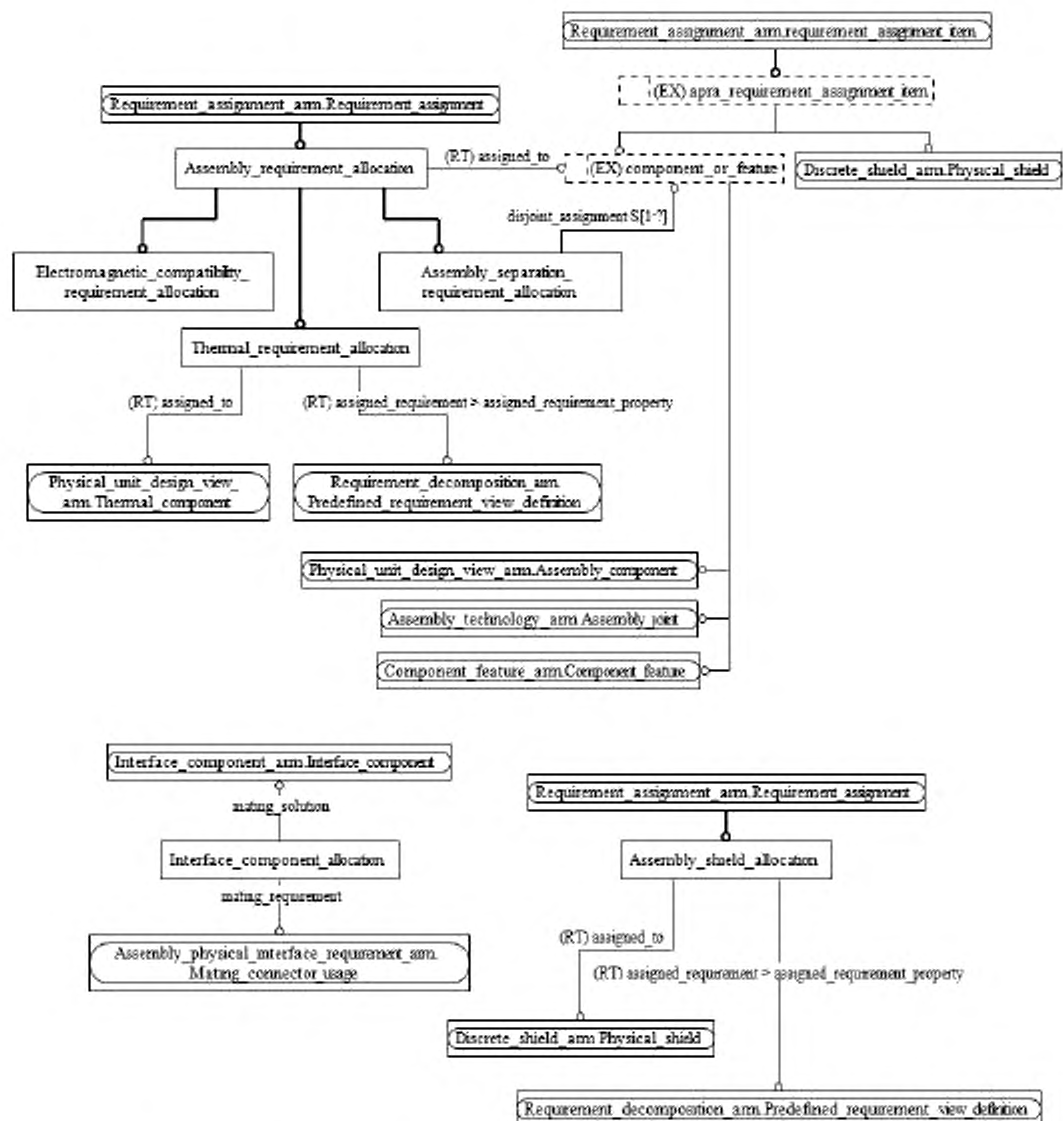 Requirement_assignment_arm.requirement_assignment_item
(EX) apra_requirement_assignment_item
Requirement_assignment_arm.Requirement_assignment
Assembly_requirement_allocation
(RT) assigned_to
(EX) component_or_feature
Discrete_shield_arm.Physical_shield
disjoint_assignment S[1-?]
Electromagnetic_compatibility_
requirement_allocation
Assembly_separation_
requirement_allocation
Thermal_requirement_allocation
(RT) assigned_to
(RT) assigned_requirement > assigned_requirement_property
Physical_unit_design_view_
arm.Thermal_component
Requirement_decomposition_arm.
Predefined_requirement_view_definition
Physical_unit_design_view_arm.Assembly_component
Assembly_technology_arm.Assembly_joint
Component_feature_arm.Component_feature
Interface_component_arm.Interface_component
mating_solution
Interface_component_allocation
mating_requirement
Assembly_physical_interface_requirement_arm.
Mating_connector_usage
Requirement_assignment_arm.Requirement_assignment
Assembly_shield_allocation
(RT) assigned_to
(RT) assigned_requirement > assigned_requirement_property
Discrete_shield_arm.Physical_shield
Requirement_decomposition_arm.Predefined_requirement_view_definition